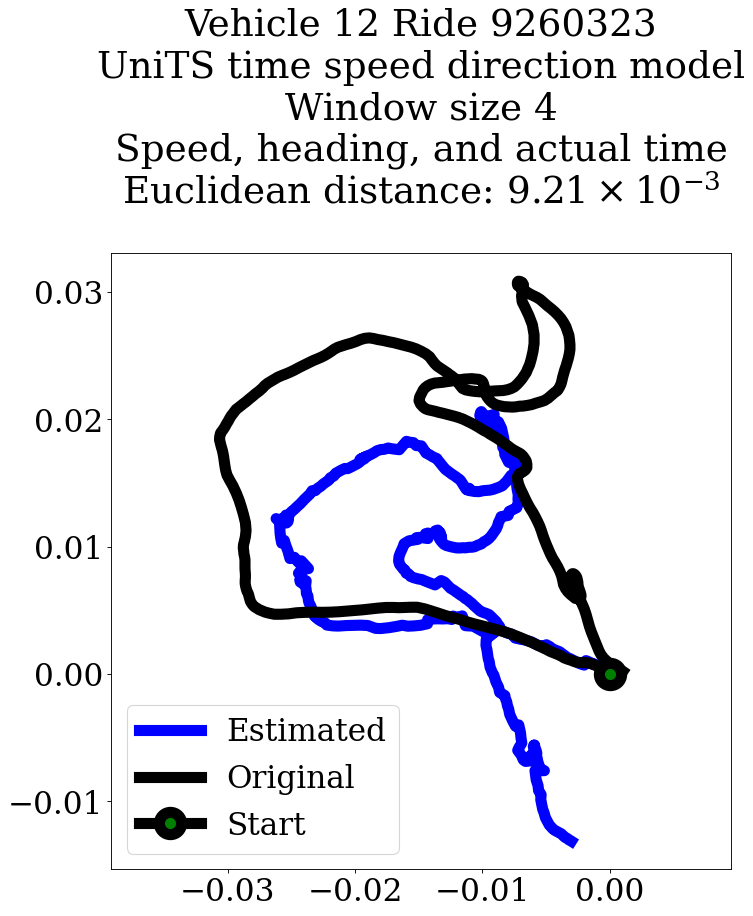 Vehicle 12 Ride 9260323
UniTS time speed direction model
Window size 4
Speed, heading, and actual time
Euclidean distance: 9.21 × 10⁻³
0.03
0.02
0.01
0.00
−0.01
Estimated
Original
Start
−0.03 −0.02 −0.01 0.00